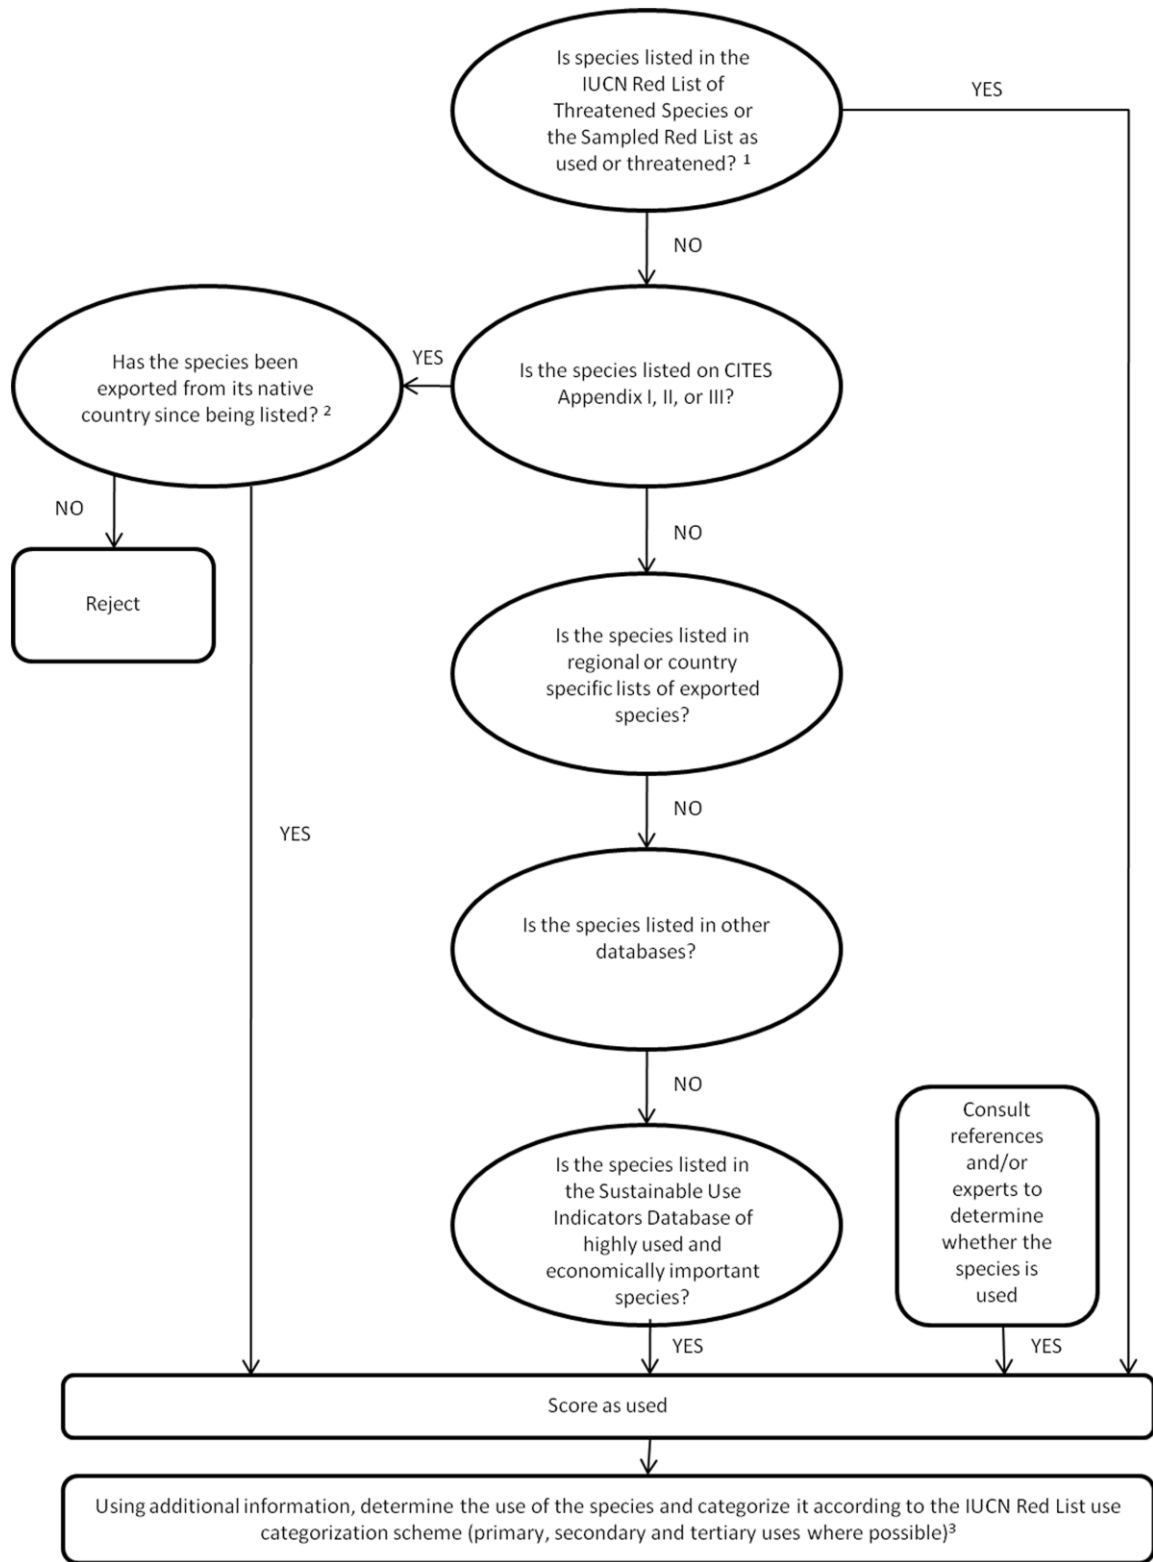 Is species listed in the
IUCN Red List of
Threatened Species or
the Sampled Red List as
used or threatened? ¹
YES
NO
Has the species been
exported from its native
country since being listed? ²
YES
Is the species listed on CITES
Appendix I, II, or III?
NO
Reject
NO
Is the species listed in
regional or country
specific lists of exported
species?
YES
NO
Is the species listed in other
databases?
NO
Is the species listed in
the Sustainable Use
Indicators Database of
highly used and
economically important
species?
Consult
references
and/or
experts to
determine
whether the
species is
used
YES
YES
Score as used
Using additional information, determine the use of the species and categorize it according to the IUCN Red List use
categorization scheme (primary, secondary and tertiary uses where possible)³